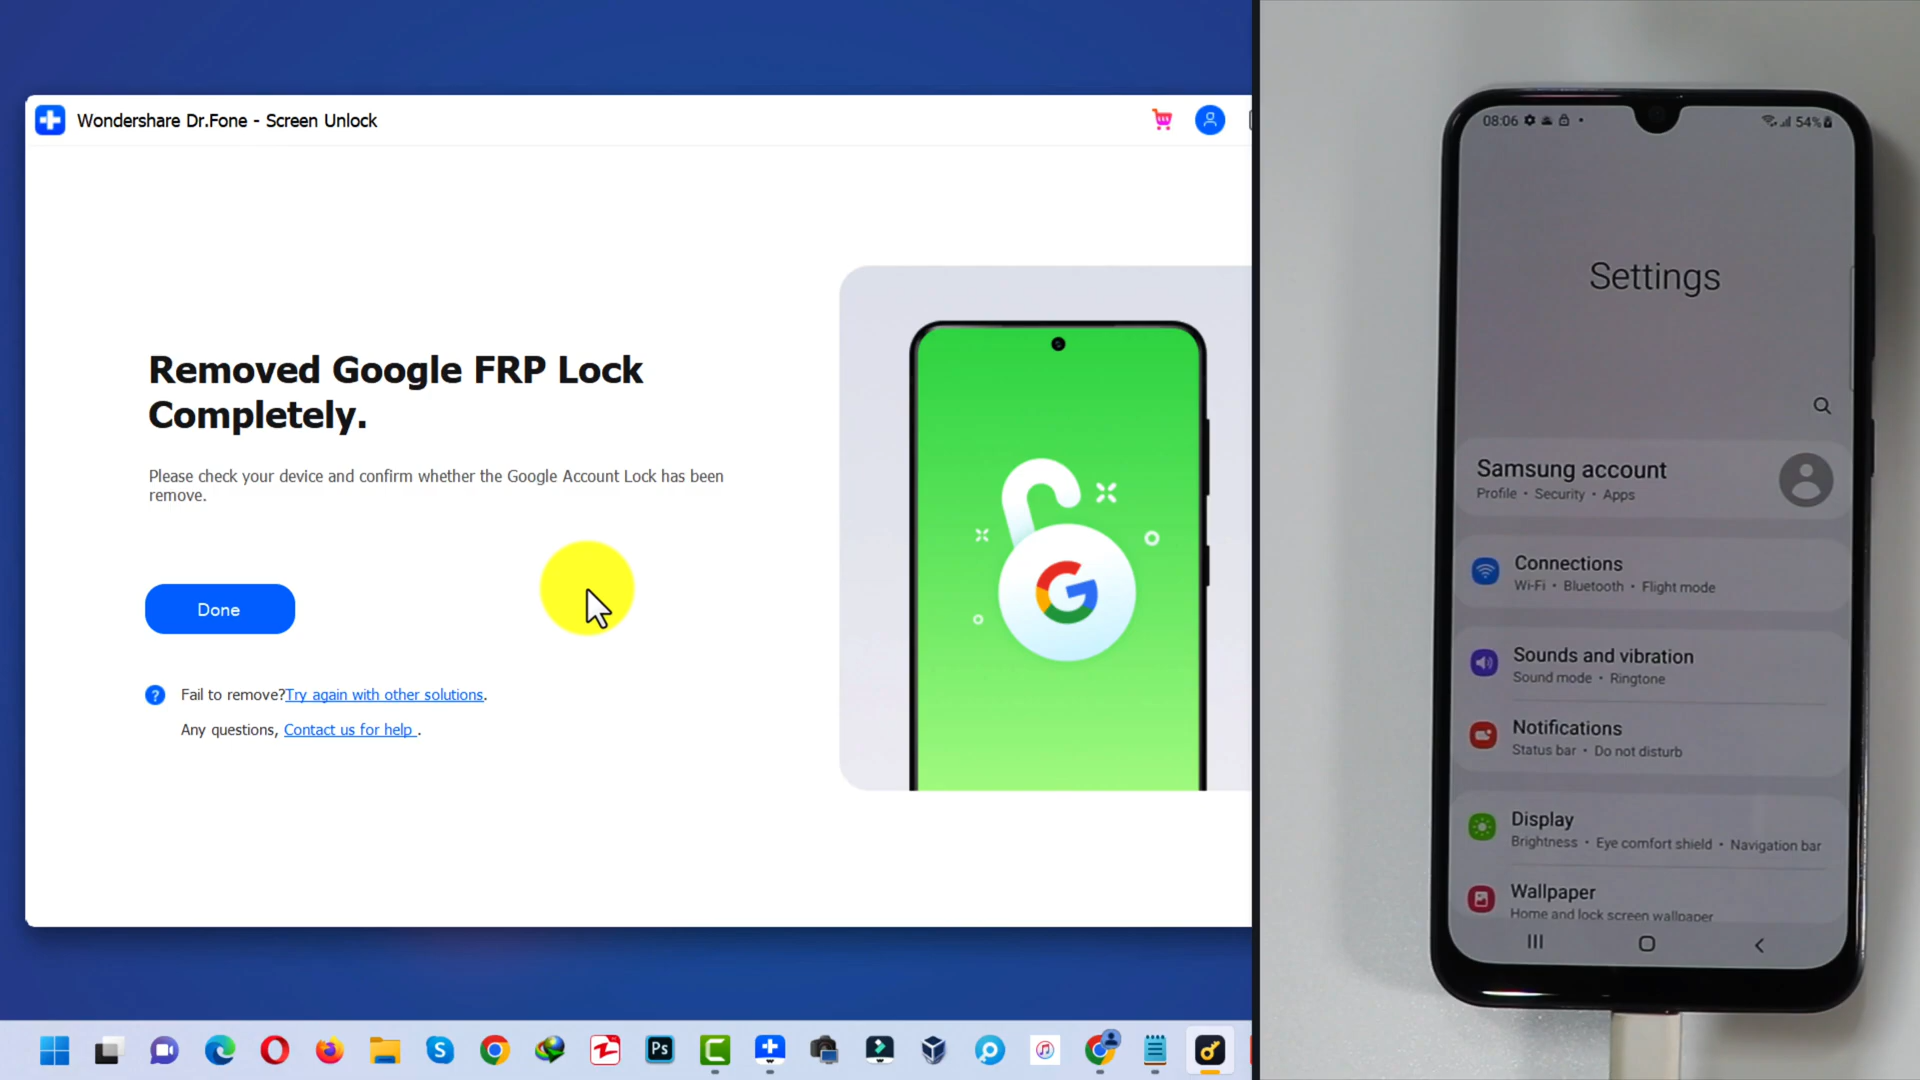 Wondershare Dr.Fone - Screen Unlock
Removed Google FRP Lock
Completely.
Please check your device and confirm whether the Google Account Lock has been
remove.
Done
? Fail to remove?Try again with other solutions.
Any questions, Contact us for help .
S
Ps
08:06
54%
Settings
Samsung account
Profile • Security • Apps
Connections
Wi-Fi • Bluetooth • Flight mode
Sounds and vibration
Sound mode • Ringtone
Notifications
Status bar • Do not disturb
Display
Brightness • Eye comfort shield • Navigation bar
Wallpaper
Home and lock screen wallpaper